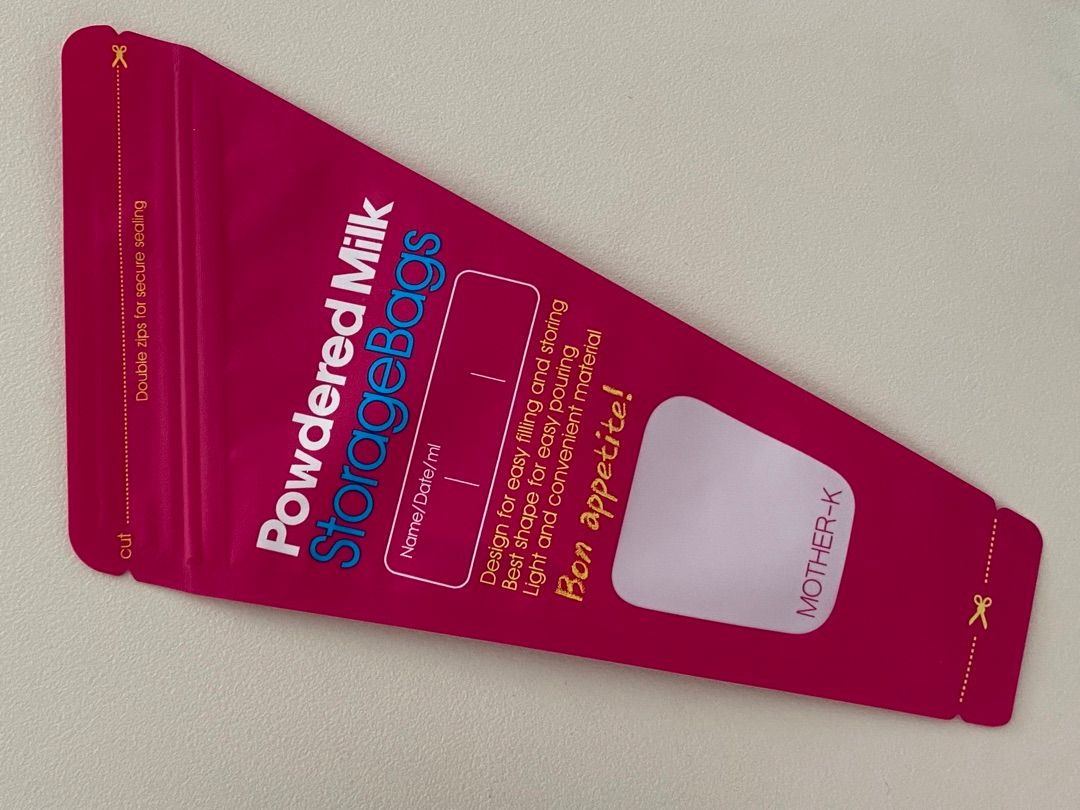 cut
Double zips for secure sealing
Powdered Milk
StorageBags
Name/Date/ml
Design for easy filling and storing
Best shape for easy pouring
Light and convenient material
Bon appetite!
MOTHER-K